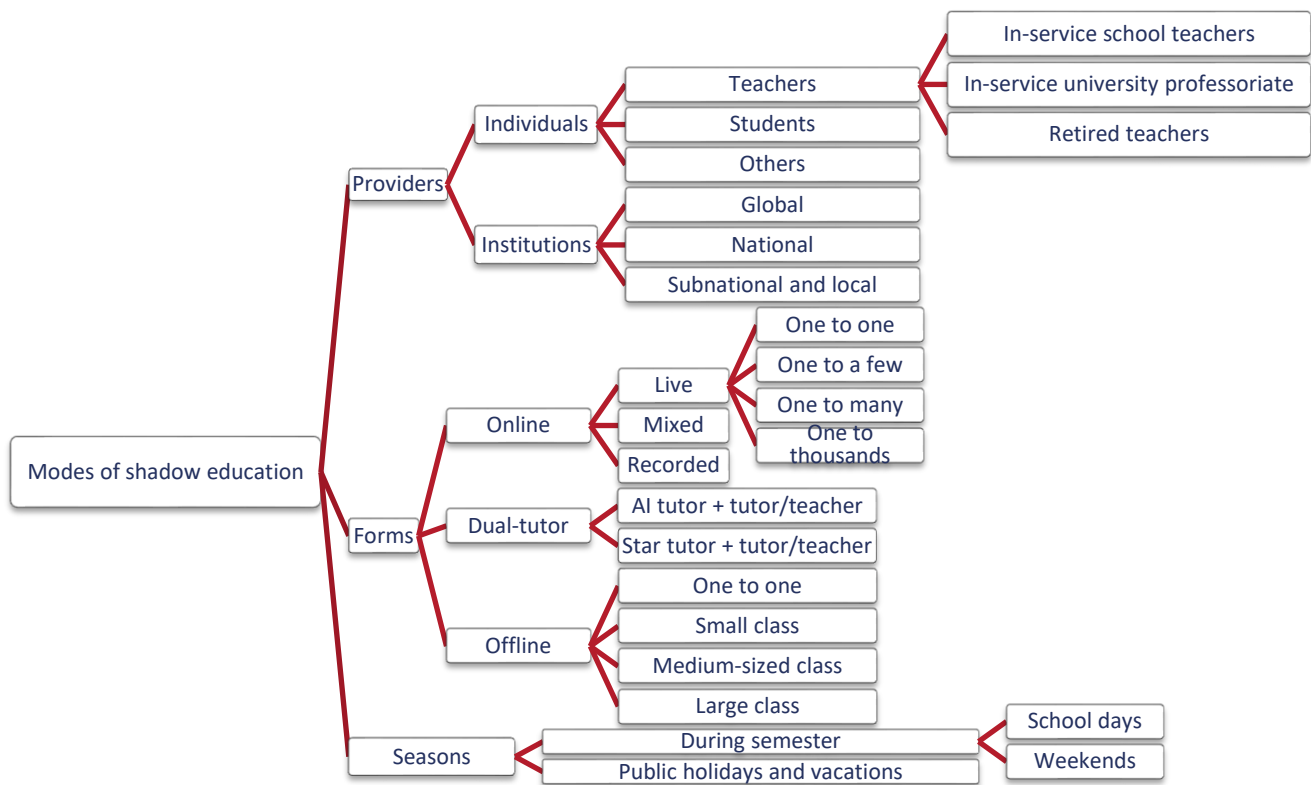 Modes of shadow education
Providers
Individuals
Teachers
In-service school teachers
In-service university professoriate
Retired teachers
Students
Others
Institutions
Global
National
Subnational and local
Forms
Online
Live
One to one
One to a few
One to many
One to
thousands
Mixed
Recorded
Dual-tutor
AI tutor + tutor/teacher
Star tutor + tutor/teacher
Offline
One to one
Small class
Medium-sized class
Large class
Seasons
During semester
School days
Weekends
Public holidays and vacations